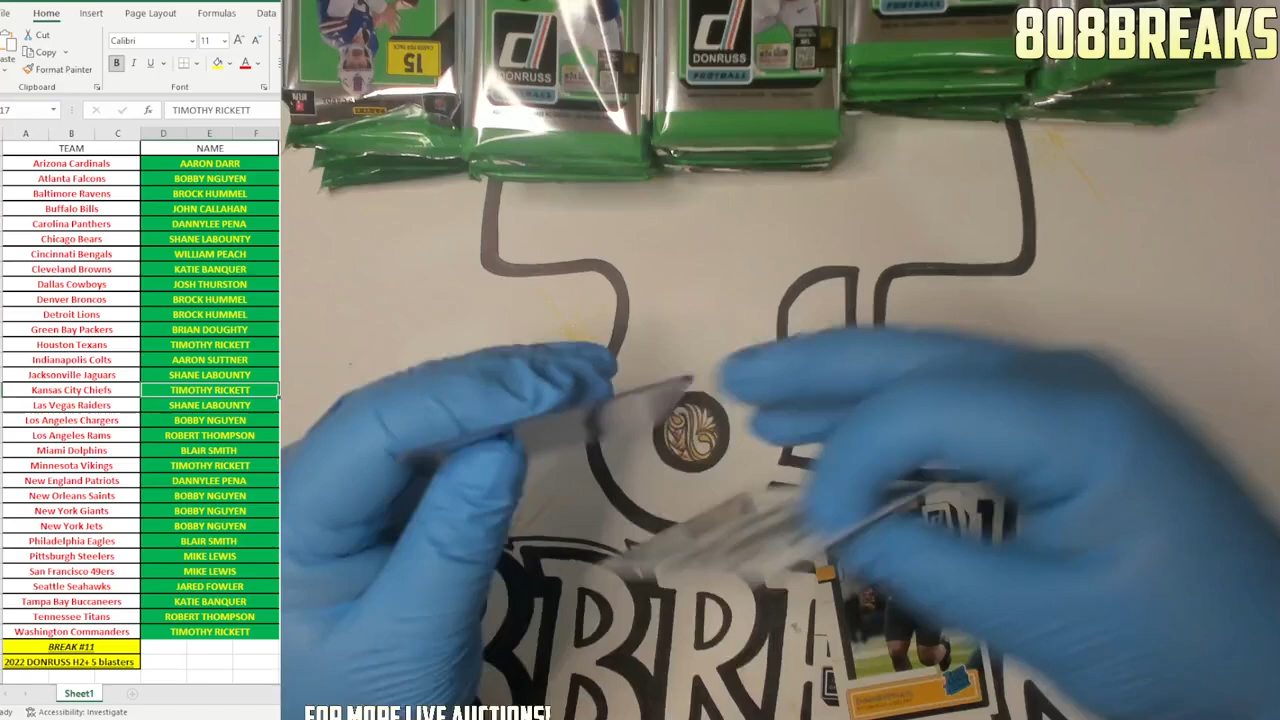 808BREAKS
Home Insert Page Layout Formulas Data
Cut
Copy
Format Painter
Clipboard
Calibri 11
B I U
Font
17 fx TIMOTHY RICKETT
A B C D E F
TEAM NAME
Arizona Cardinals AARON DARR
Atlanta Falcons BOBBY NGUYEN
Baltimore Ravens BROCK HUMMEL
Buffalo Bills JOHN CALLAHAN
Carolina Panthers DANNYLEE PENA
Chicago Bears SHANE LABOUNTY
Cincinnati Bengals WILLIAM PEACH
Cleveland Browns KATIE BANQUER
Dallas Cowboys JOSH THURSTON
Denver Broncos BROCK HUMMEL
Detroit Lions BROCK HUMMEL
Green Bay Packers BRIAN DOUGHTY
Houston Texans TIMOTHY RICKETT
Indianapolis Colts AARON SUTTNER
Jacksonville Jaguars SHANE LABOUNTY
Kansas City Chiefs TIMOTHY RICKETT
Las Vegas Raiders SHANE LABOUNTY
Los Angeles Chargers BOBBY NGUYEN
Los Angeles Rams ROBERT THOMPSON
Miami Dolphins BLAIR SMITH
Minnesota Vikings TIMOTHY RICKETT
New England Patriots DANNYLEE PENA
New Orleans Saints BOBBY NGUYEN
New York Giants BOBBY NGUYEN
New York Jets BOBBY NGUYEN
Philadelphia Eagles BLAIR SMITH
Pittsburgh Steelers MIKE LEWIS
San Francisco 49ers MIKE LEWIS
Seattle Seahawks JARED FOWLER
Tampa Bay Buccaneers KATIE BANQUER
Tennessee Titans ROBERT THOMPSON
Washington Commanders TIMOTHY RICKETT
BREAK #11
2022 DONRUSS H2+ 5 blasters
Sheet1
Accessibility: Investigate
15
DONRUSS
FOOTBALL
DONRUSS
FOOTBALL
FOOTBALL
FOR MORE LIVE AUCTIONS!